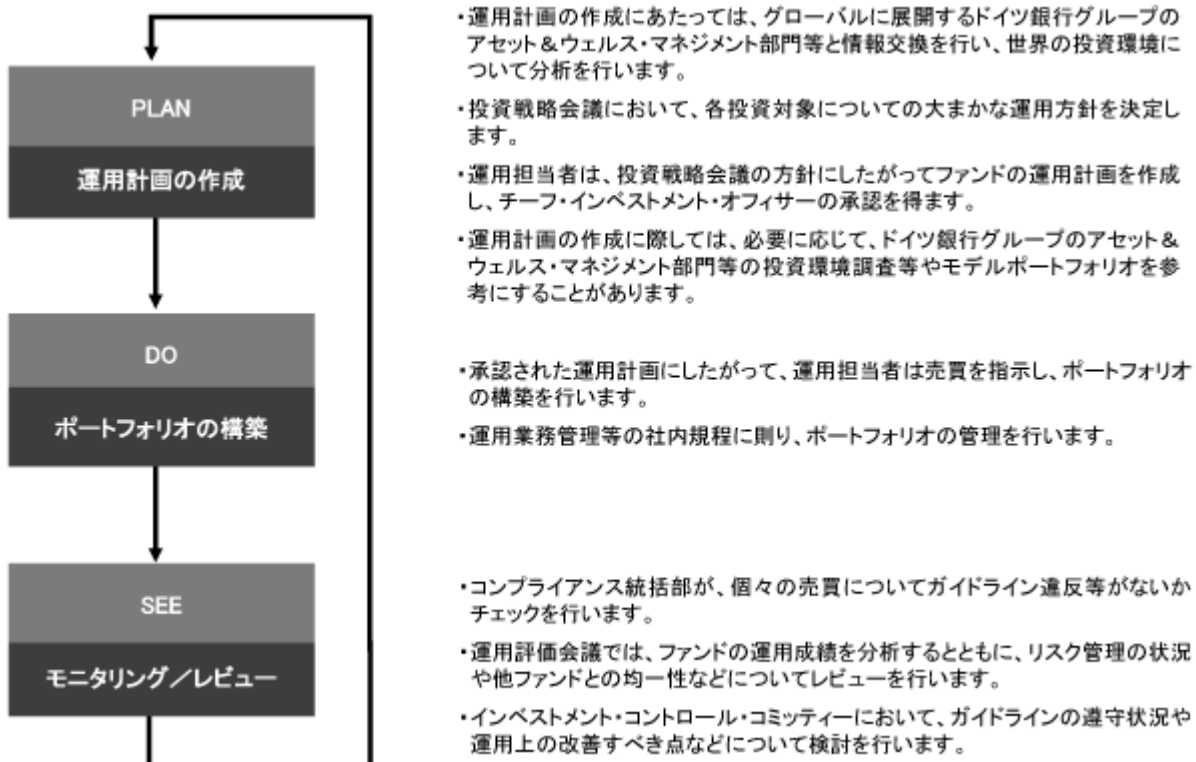 ・運用計画の作成にあたっては、グローバルに展開するドイツ銀行グループの
アセット＆ウェルス・マネジメント部門等と情報交換を行い、世界の投資環境に
ついて分析を行います。
PLAN
運用計画の作成
・投資戦略会議において、各投資対象についての大まかな運用方針を決定し
ます。
・運用担当者は、投資戦略会議の方針にしたがってファンドの運用計画を作成
し、チーフ・インベストメント・オフィサーの承認を得ます。
・運用計画の作成に際しては、必要に応じて、ドイツ銀行グループのアセット＆
ウェルス・マネジメント部門等の投資環境調査等やモデルポートフォリオを参
考にすることがあります。
DO
ポートフォリオの構築
・承認された運用計画にしたがって、運用担当者は売買を指示し、ポートフォリオ
の構築を行います。
・運用業務管理等の社内規程に則り、ポートフォリオの管理を行います。
SEE
モニタリング／レビュー
・コンプライアンス統括部が、個々の売買についてガイドライン違反等がないか
チェックを行います。
・運用評価会議では、ファンドの運用成績を分析するとともに、リスク管理の状況
や他ファンドとの均一性などについてレビューを行います。
・インベストメント・コントロール・コミッティーにおいて、ガイドラインの遵守状況や
運用上の改善すべき点などについて検討を行います。